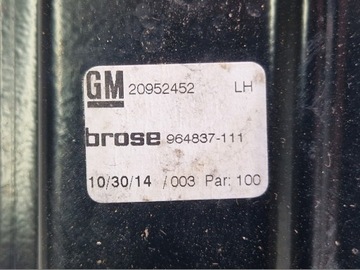 GM 20952452 LH
brose 964837-111
10/30/14 /003 Par: 100